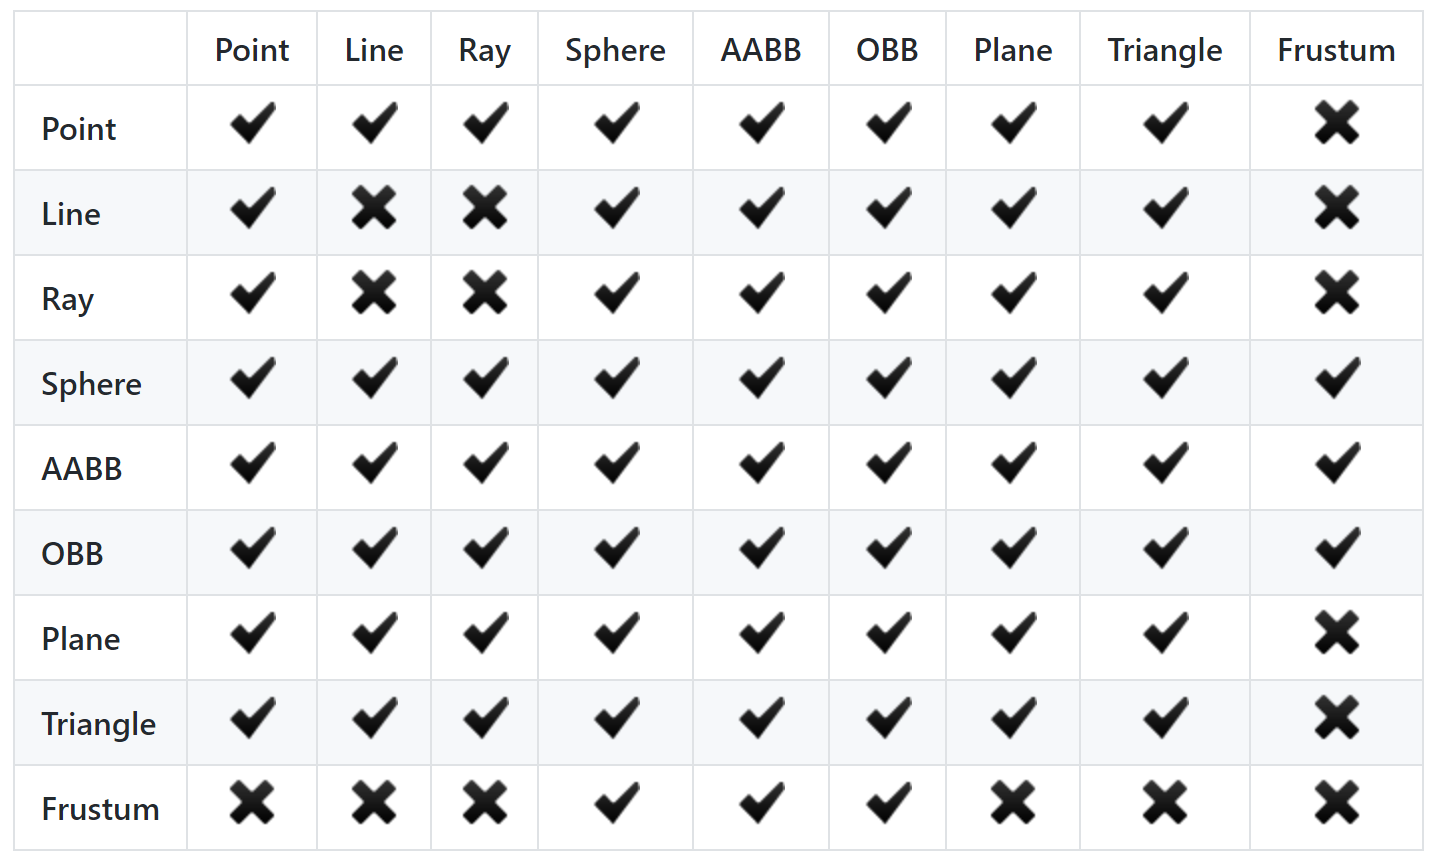 Point Line Ray Sphere AABB OBB Plane Triangle Frustum
Point ✔ ✔ ✔ ✔ ✔ ✔ ✔ ✔ ✖
Line ✔ ✖ ✖ ✔ ✔ ✔ ✔ ✔ ✖
Ray ✔ ✖ ✖ ✔ ✔ ✔ ✔ ✔ ✖
Sphere ✔ ✔ ✔ ✔ ✔ ✔ ✔ ✔ ✔
AABB ✔ ✔ ✔ ✔ ✔ ✔ ✔ ✔ ✔
OBB ✔ ✔ ✔ ✔ ✔ ✔ ✔ ✔ ✔
Plane ✔ ✔ ✔ ✔ ✔ ✔ ✔ ✔ ✖
Triangle ✔ ✔ ✔ ✔ ✔ ✔ ✔ ✔ ✖
Frustum ✖ ✖ ✖ ✔ ✔ ✔ ✖ ✖ ✖